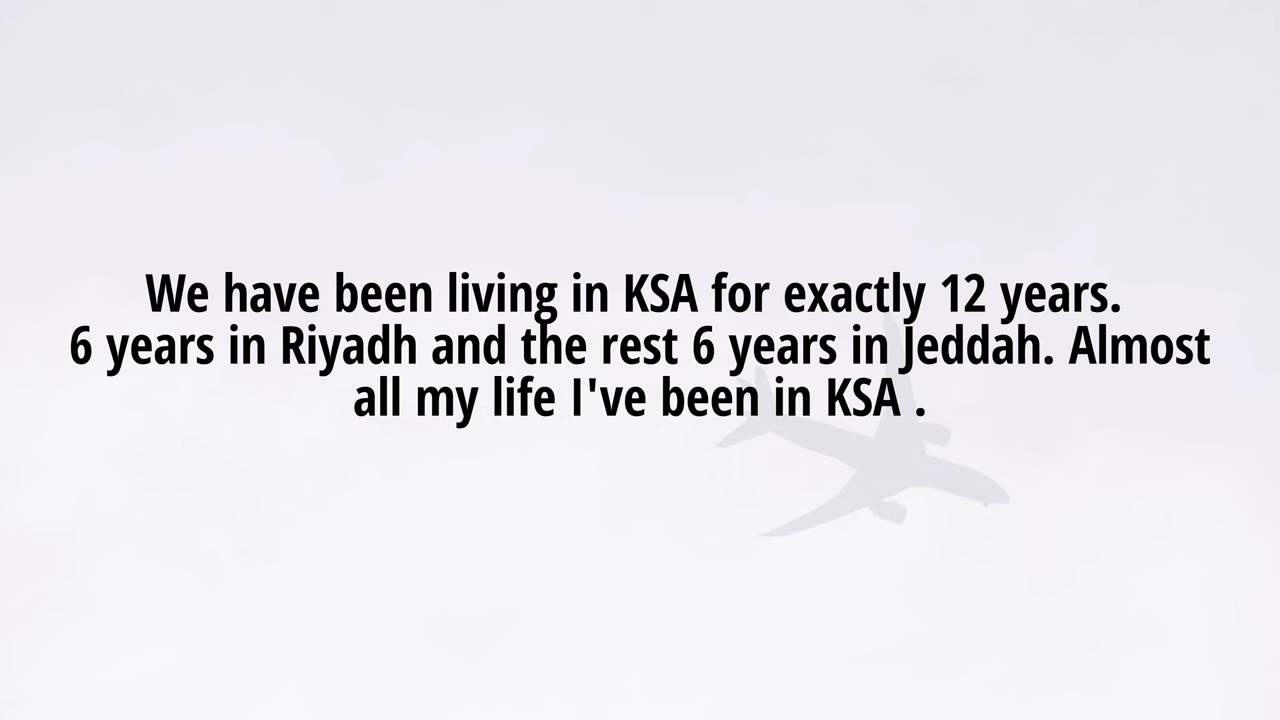 We have been living in KSA for exactly 12 years.
6 years in Riyadh and the rest 6 years in Jeddah. Almost
all my life I've been in KSA .